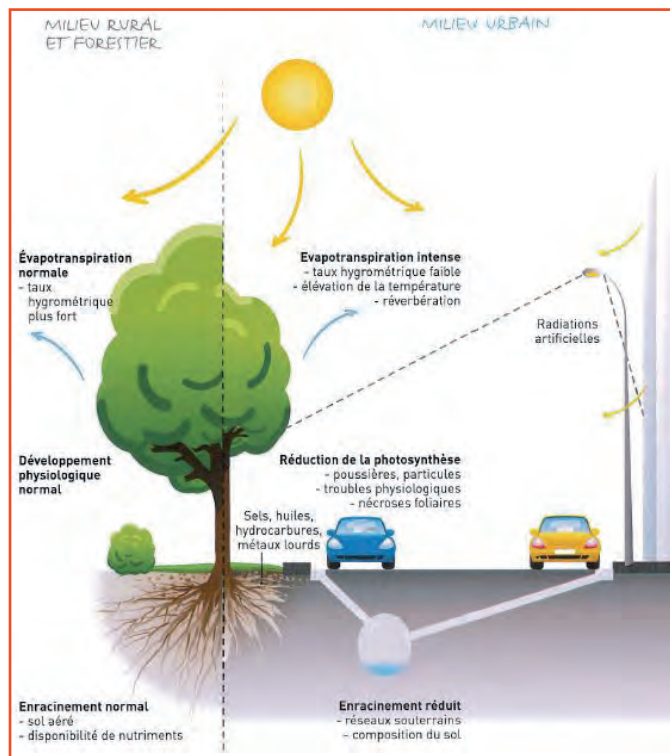 MILIEU RURAL
ET FORESTIER
MILIEU URBAIN
Évapotranspiration
normale
- taux
hygrométrique
plus fort
Evapotranspiration intense
- taux hygrométrique faible
- élévation de la température
- réverbération
Radiations
artificielles
Développement
physiologique
normal
Réduction de la photosynthèse
- poussières, particules
- troubles physiologiques
- nécroses foliaires
Sels, huiles,
hydrocarbures,
métaux lourds
Enracinement normal
- sol aéré
- disponibilité de nutriments
Enracinement réduit
- réseaux souterrains
- composition du sol